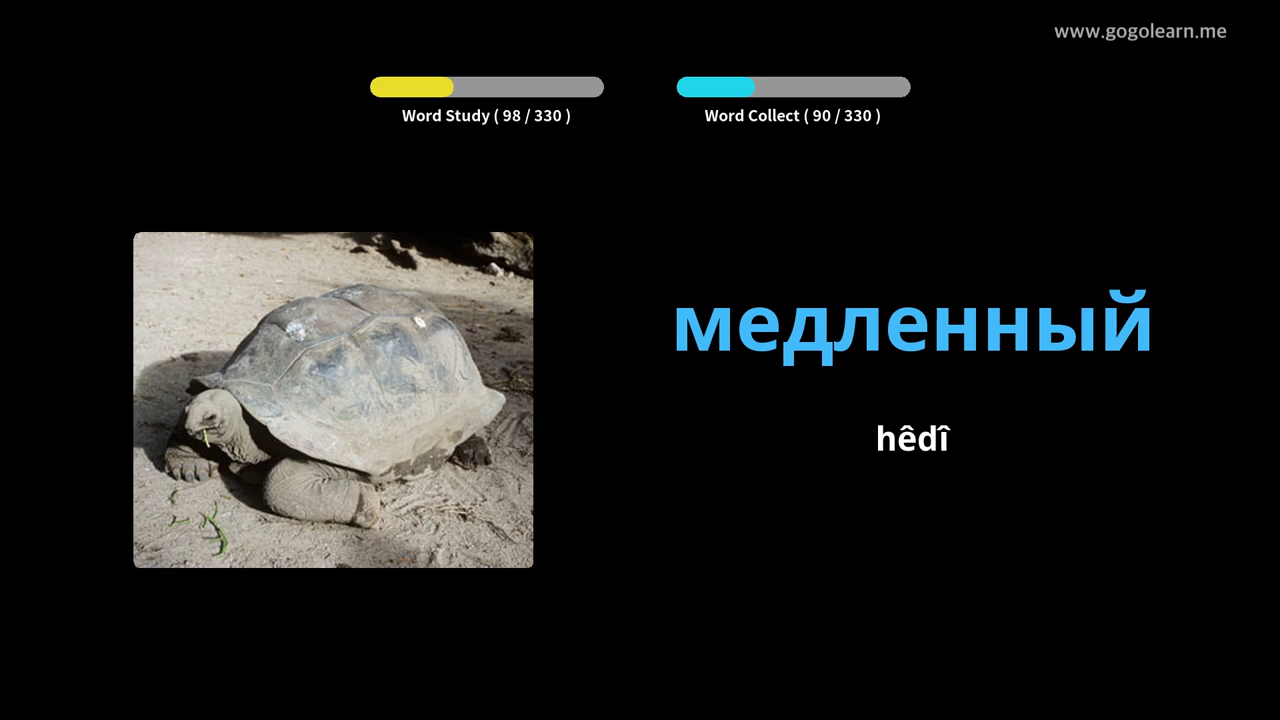 www.gogolearn.me
Word Study ( 98 / 330 )
Word Collect ( 90 / 330 )
медленный
hêdî